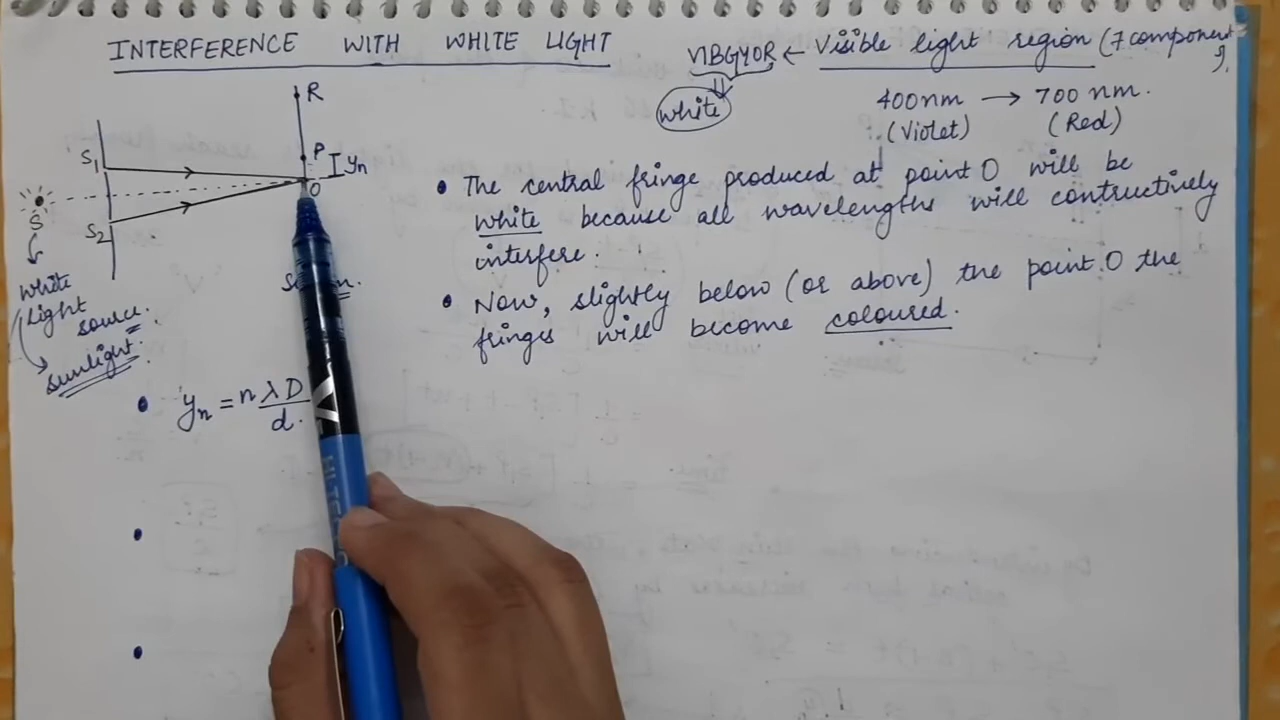 INTERFERENCE WITH WHITE LIGHT
VIBGYOR ← Visible light region (7 components).
white
400nm → 700 nm.
(Violet) (Red)
R
P
yn
O
S1
S2
S
white
light
source.
sunlight.
• The central fringe produced at point O will be
white because all wavelengths will contructively
interfere.
• Now, slightly below (or above) the point O the
fringes will become coloured.
• yn = nλD/d.